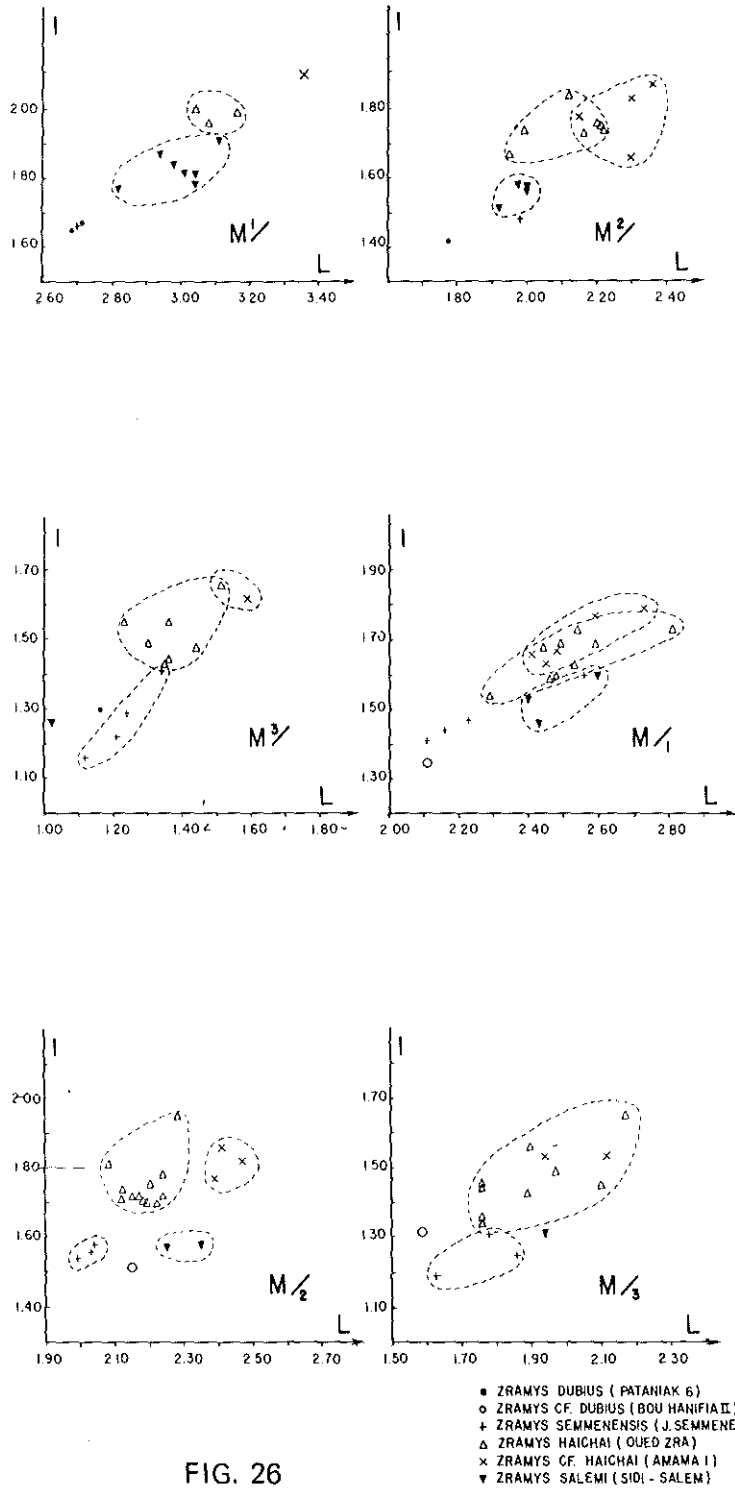 l
2.00
1.80
1.60
M¹/
L
2.60 2.80 3.00 3.20 3.40
l
1.80
1.60
1.40
M²/
L
1.80 2.00 2.20 2.40
l
1.70
1.50
1.30
1.10
M³/
L
1.00 1.20 1.40 1.60 1.80
l
1.90
1.70
1.50
1.30
M/1
L
2.00 2.20 2.40 2.60 2.80
l
2.00
1.80
1.60
1.40
M/2
L
1.90 2.10 2.30 2.50 2.70
l
1.70
1.50
1.30
1.10
M/3
L
1.50 1.70 1.90 2.10 2.30
• ZRAMYS DUBIUS ( PATANIAK 6 )
○ ZRAMYS CF. DUBIUS ( BOU HANIFIA II )
+ ZRAMYS SEMMENENSIS ( J. SEMMENE
△ ZRAMYS HAICHAI ( OUED ZRA )
× ZRAMYS CF. HAICHAI ( AMAMA I )
▼ ZRAMYS SALEMI ( SIDI - SALEM )
FIG. 26